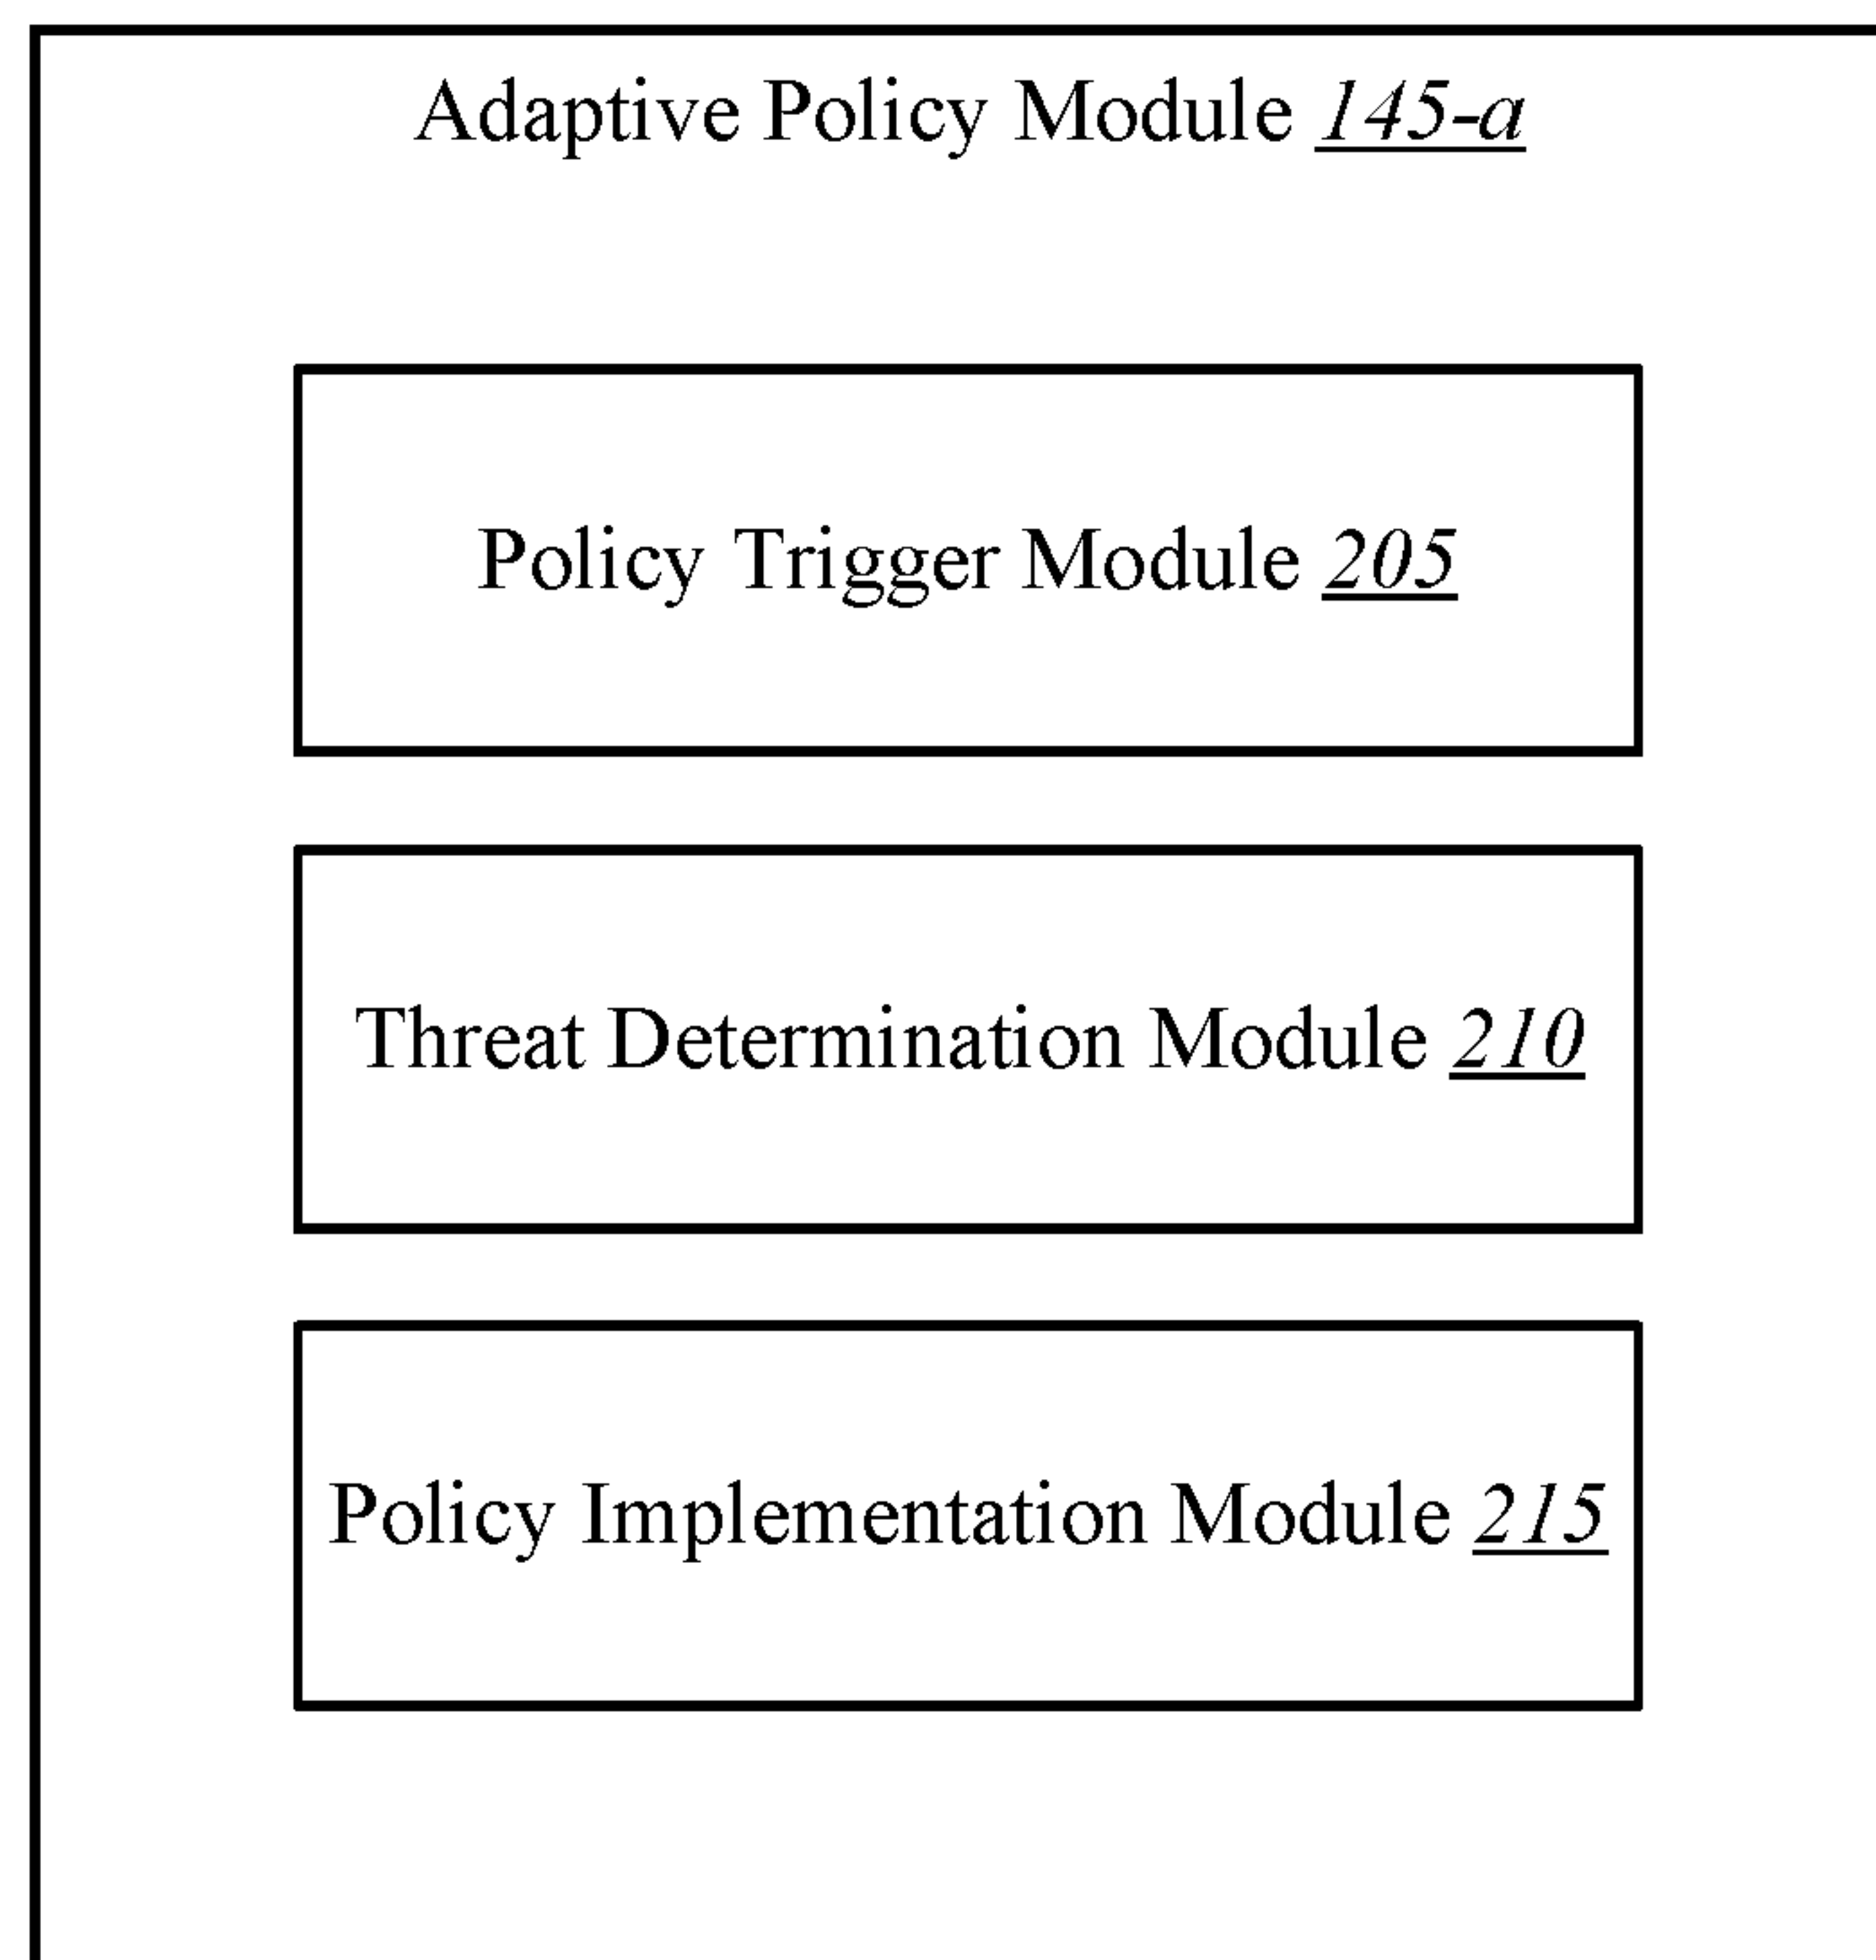 Adaptive Policy Module 145-a
Policy Trigger Module 205
Threat Determination Module 210
Policy Implementation Module 215